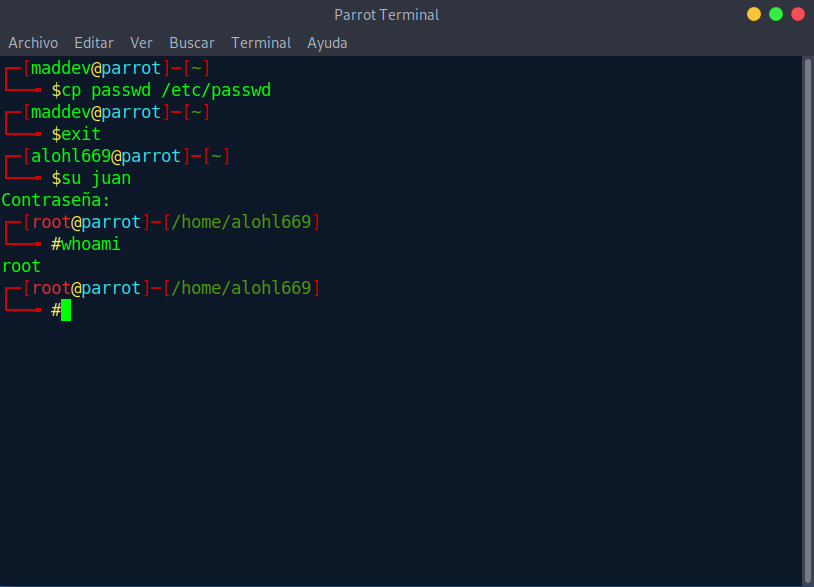 Parrot Terminal
Archivo Editar Ver Buscar Terminal Ayuda
┌─[maddev@parrot]─[~]
└──╼ $cp passwd /etc/passwd
┌─[maddev@parrot]─[~]
└──╼ $exit
┌─[alohl669@parrot]─[~]
└──╼ $su juan
Contraseña:
┌─[root@parrot]─[/home/alohl669]
└──╼ #whoami
root
┌─[root@parrot]─[/home/alohl669]
└──╼ #